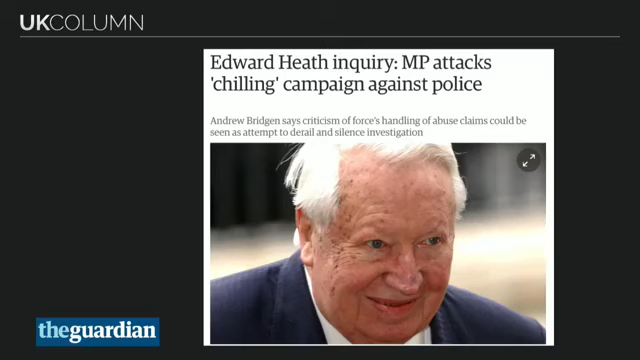 UKCOLUMN
Edward Heath inquiry: MP attacks
'chilling' campaign against police
Andrew Bridgen says criticism of force's handling of abuse claims could be
seen as attempt to derail and silence investigation
theguardian